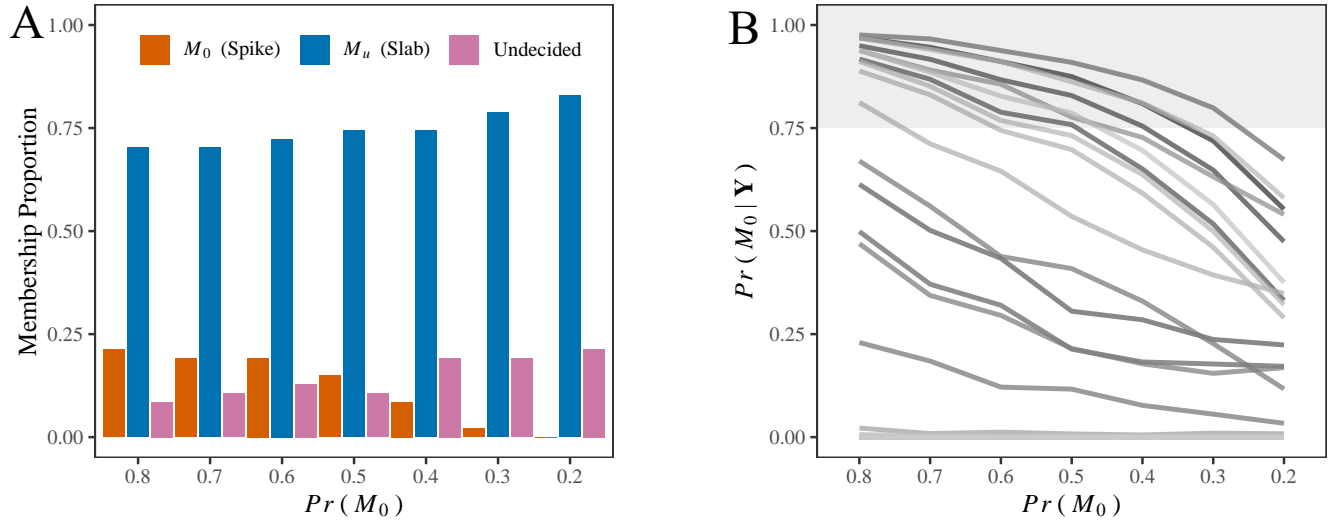 A
M₀ (Spike) Mᵤ (Slab) Undecided
1.00
0.75
0.50
0.25
0.00
Membership Proportion
0.8 0.7 0.6 0.5 0.4 0.3 0.2
Pr ( M₀ )
B
1.00
0.75
0.50
0.25
0.00
Pr ( M₀ | Y )
0.8 0.7 0.6 0.5 0.4 0.3 0.2
Pr ( M₀ )